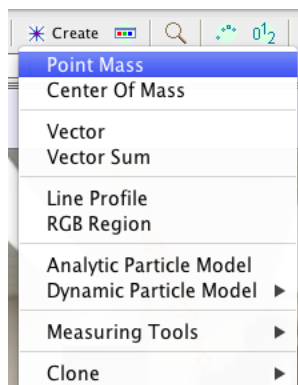 Create 0¹₂
Point Mass
Center Of Mass
Vector
Vector Sum
Line Profile
RGB Region
Analytic Particle Model
Dynamic Particle Model
Measuring Tools
Clone